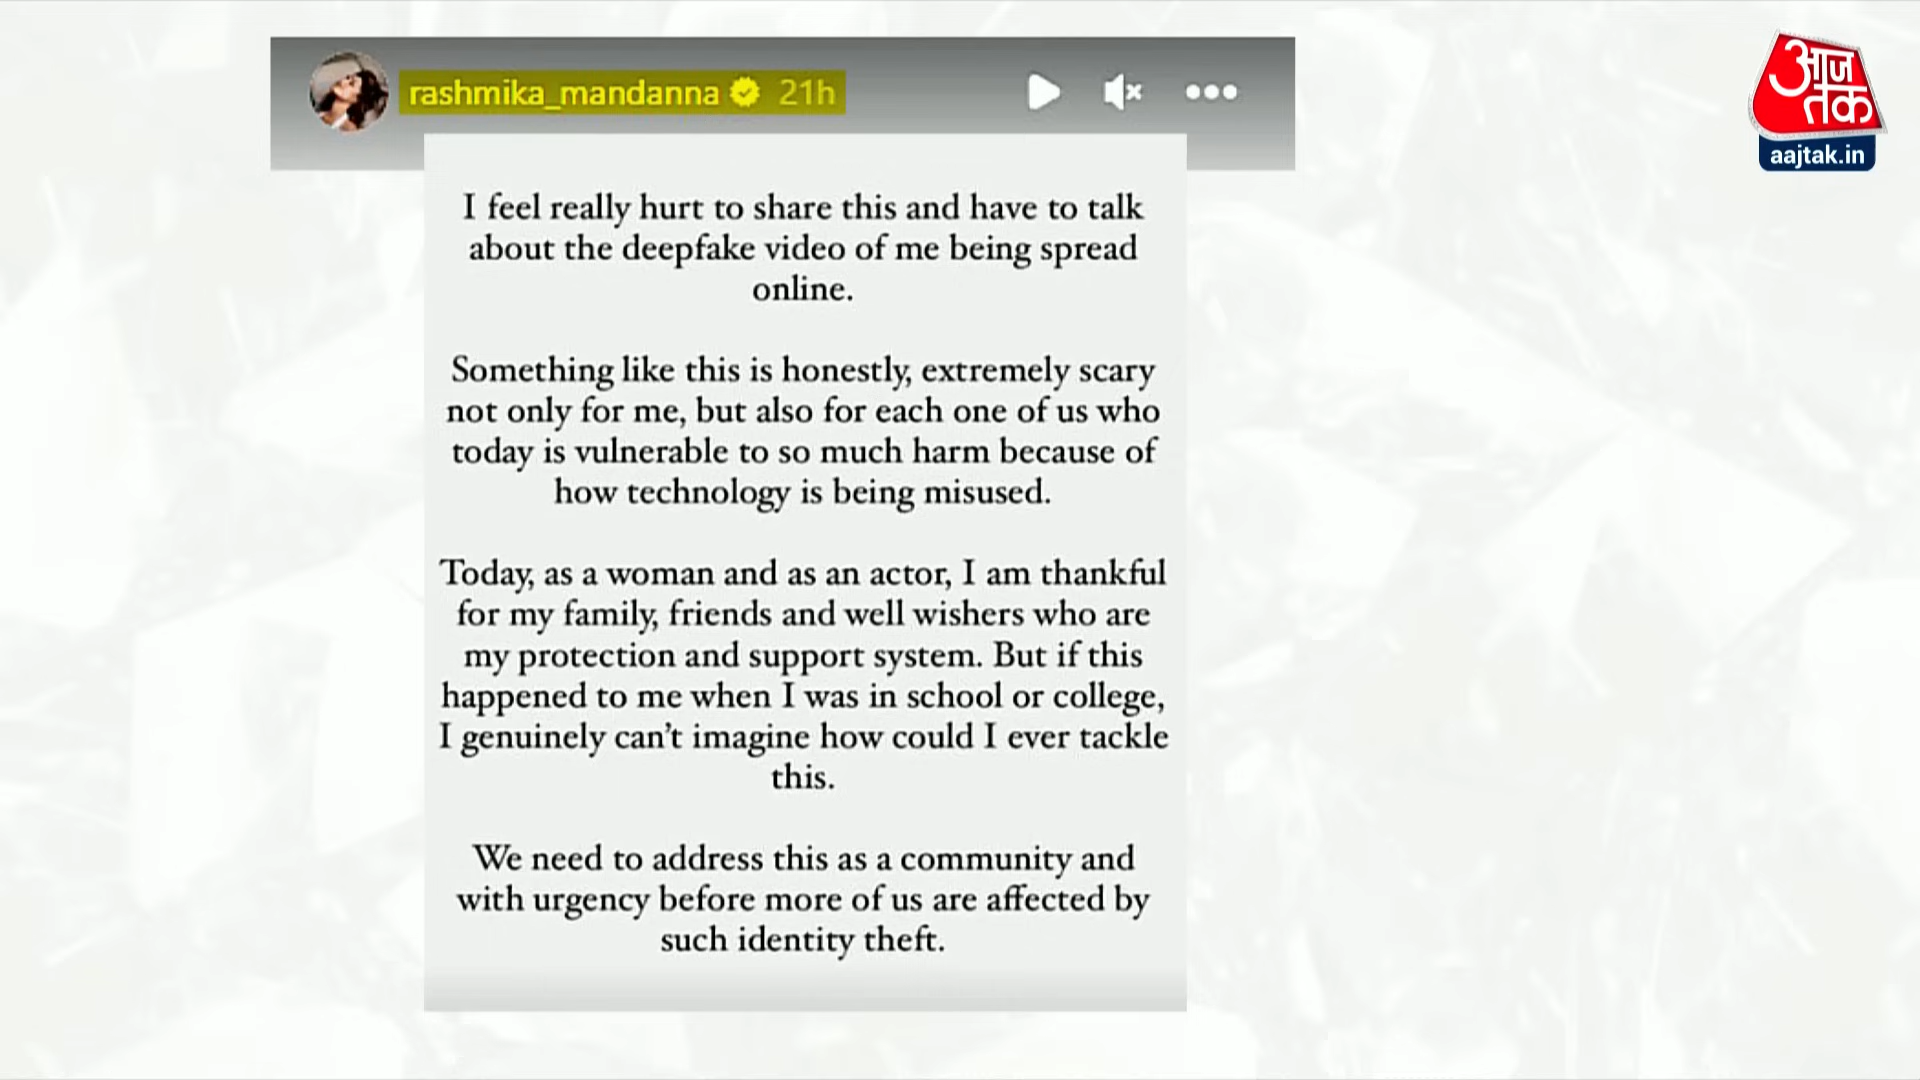 rashmika_mandanna 21h
आज
तक
aajtak.in
I feel really hurt to share this and have to talk
about the deepfake video of me being spread
online.
Something like this is honestly, extremely scary
not only for me, but also for each one of us who
today is vulnerable to so much harm because of
how technology is being misused.
Today, as a woman and as an actor, I am thankful
for my family, friends and well wishers who are
my protection and support system. But if this
happened to me when I was in school or college,
I genuinely can’t imagine how could I ever tackle
this.
We need to address this as a community and
with urgency before more of us are affected by
such identity theft.